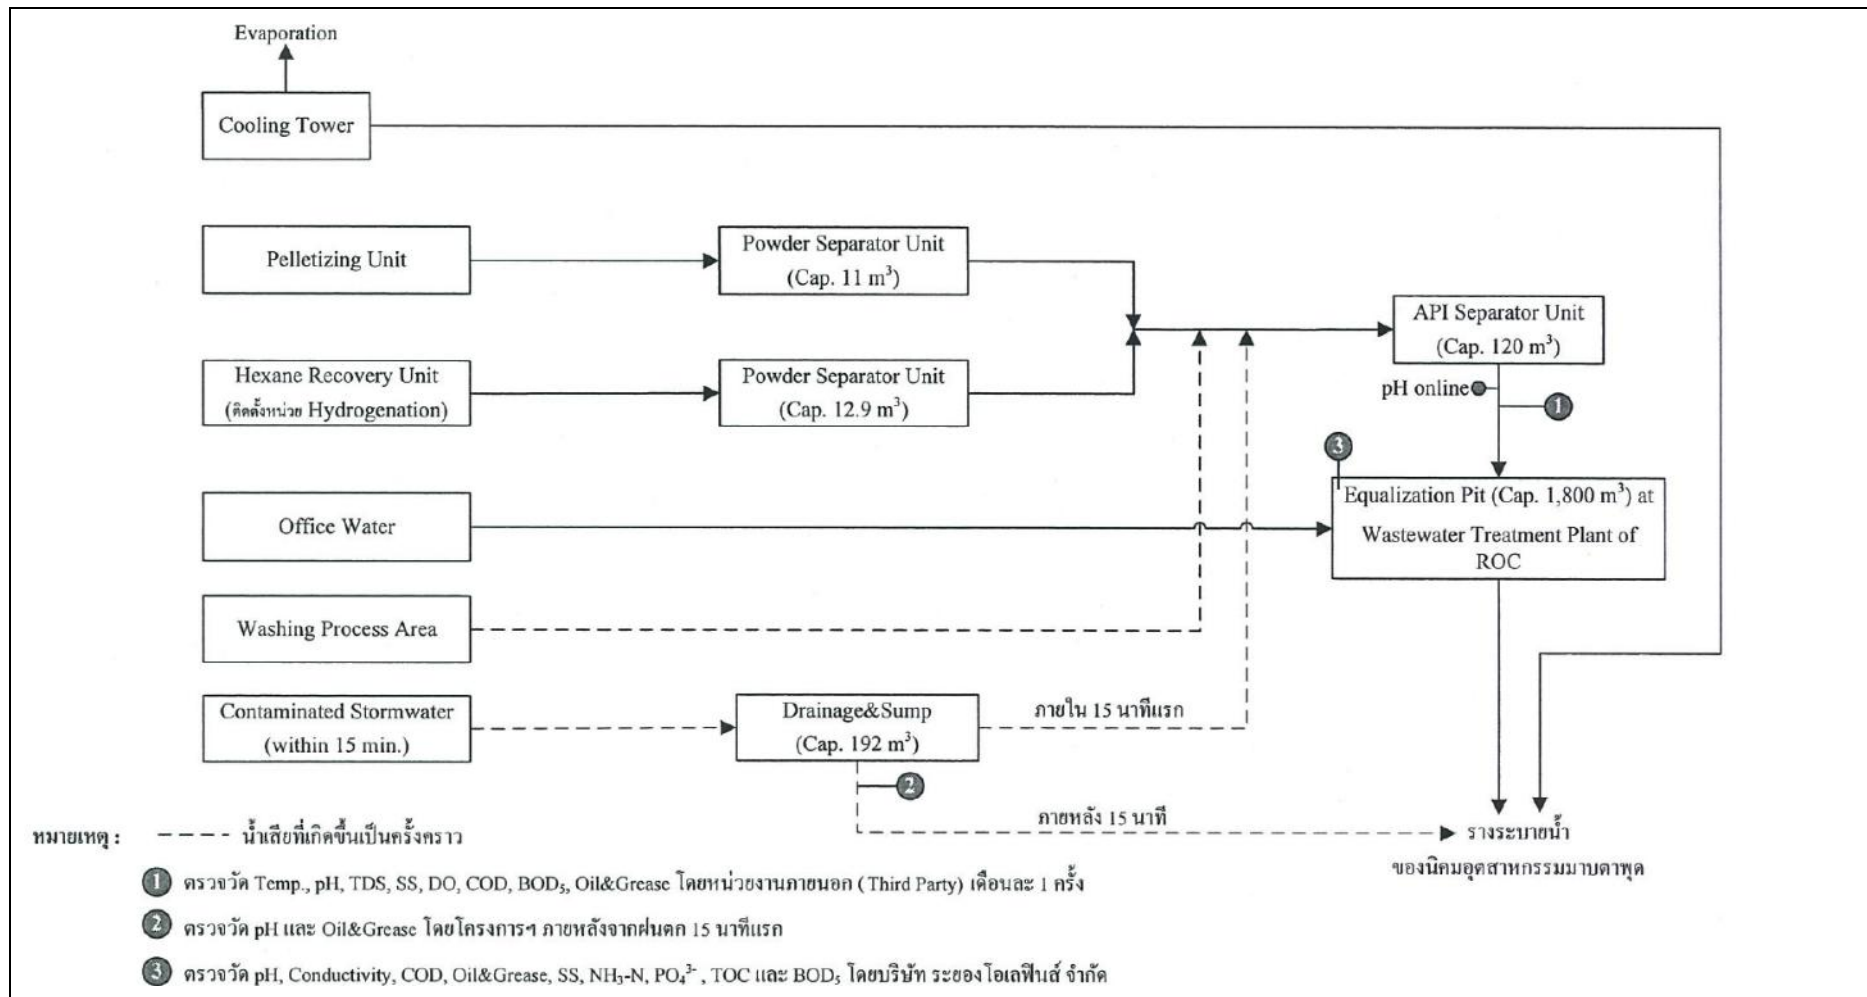 Evaporation
Cooling Tower
Pelletizing Unit
Powder Separator Unit
(Cap. 11 m³)
API Separator Unit
(Cap. 120 m³)
Hexane Recovery Unit
(ติดตั้งหน่วย Hydrogenation)
Powder Separator Unit
(Cap. 12.9 m³)
pH online
1
3
Office Water
Equalization Pit (Cap. 1,800 m³) at
Wastewater Treatment Plant of
ROC
Washing Process Area
Contaminated Stormwater
(within 15 min.)
Drainage&Sump
(Cap. 192 m³)
ภายใน 15 นาทีแรก
2
ภายหลัง 15 นาที
รางระบายน้ำ
ของนิคมอุตสาหกรรมมาบตาพุด
หมายเหตุ : ---- น้ำเสียที่เกิดขึ้นเป็นครั้งคราว
1 ตรวจวัด Temp., pH, TDS, SS, DO, COD, BOD₅, Oil&Grease โดยหน่วยงานภายนอก (Third Party) เดือนละ 1 ครั้ง
2 ตรวจวัด pH และ Oil&Grease โดยโครงการฯ ภายหลังจากฝนตก 15 นาทีแรก
3 ตรวจวัด pH, Conductivity, COD, Oil&Grease, SS, NH₃-N, PO₄³⁻, TOC และ BOD₅ โดยบริษัท ระยองโอเลฟินส์ จำกัด